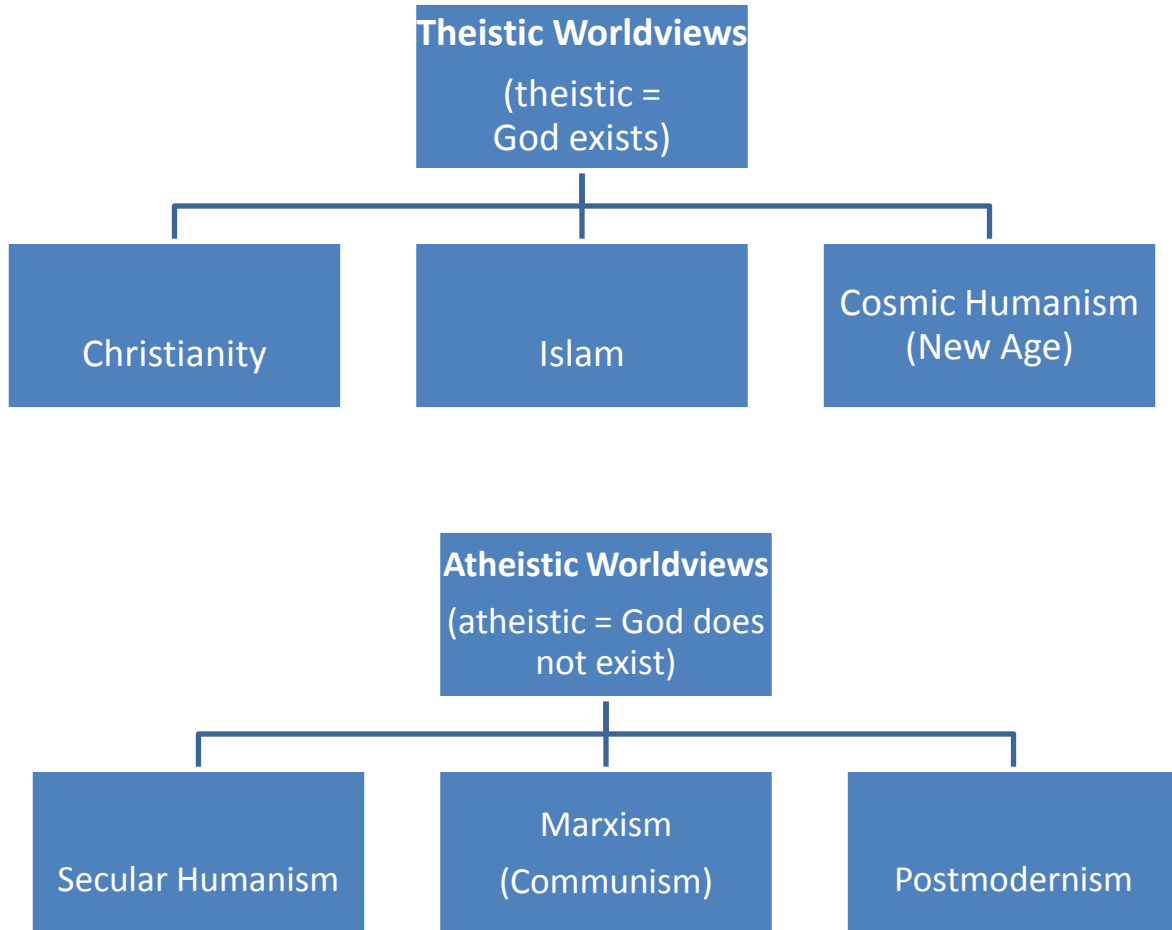 Theistic Worldviews
(theistic =
God exists)
Christianity
Islam
Cosmic Humanism
(New Age)
Atheistic Worldviews
(atheistic = God does
not exist)
Secular Humanism
Marxism
(Communism)
Postmodernism